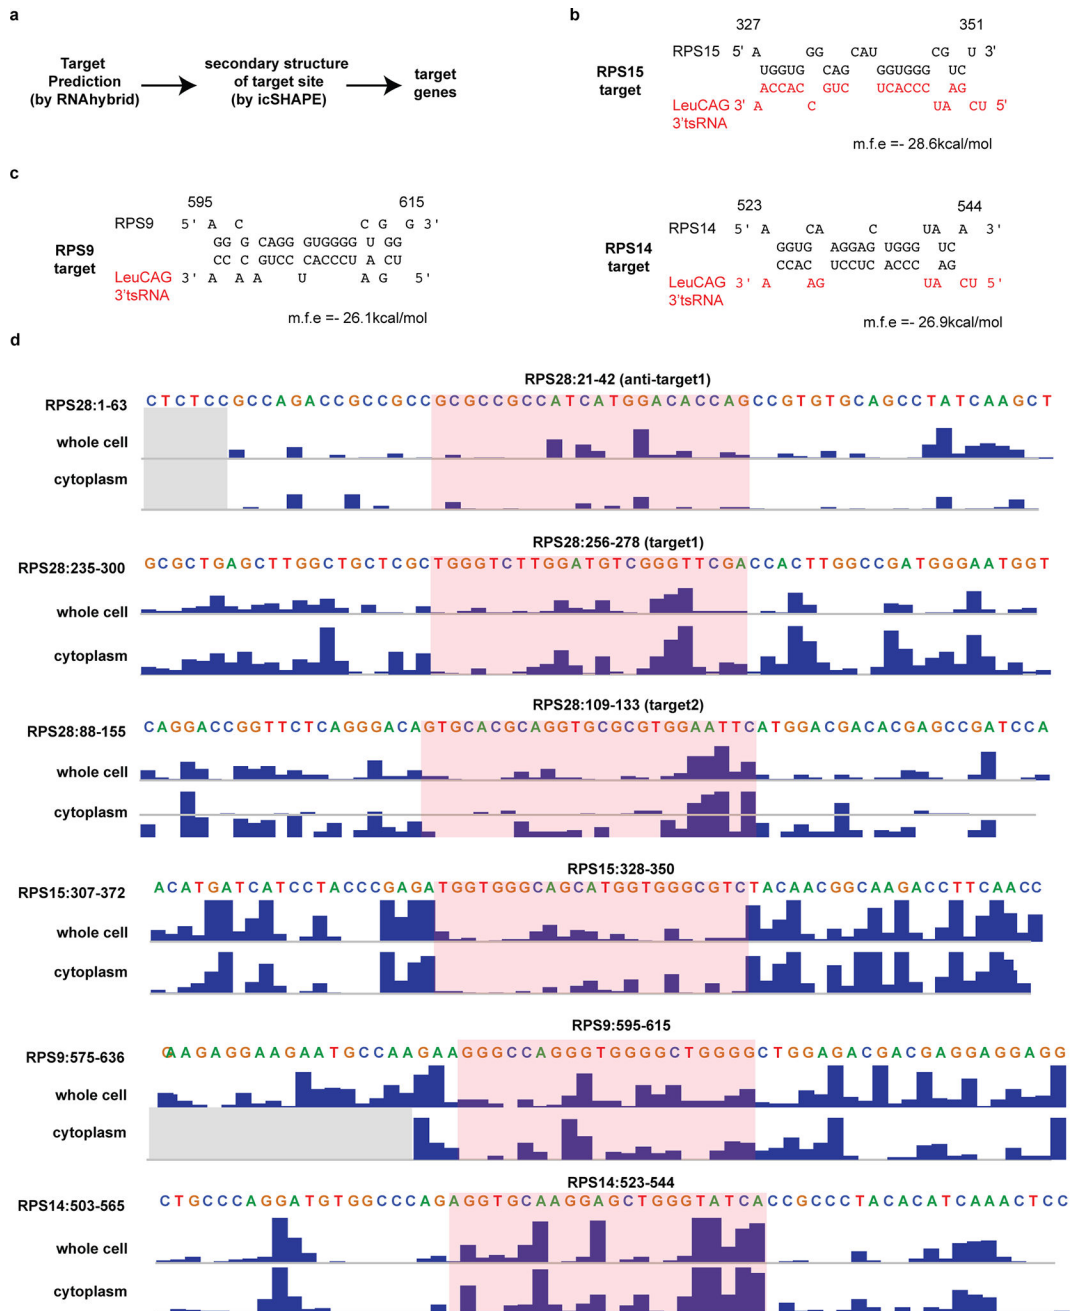 a
Target
Prediction
(by RNAhybrid)
secondary structure
of target site
(by icSHAPE)
target
genes
b
327 351
RPS15 5' A GG CAU CG U 3'
RPS15
target
UGGUG CAG GGUGGG UC
ACCAC GUC UCACCC AG
LeuCAG 3' A C UA CU 5'
3'tsRNA
m.f.e =- 28.6kcal/mol
c
595 615
RPS9 5' A C C G G 3'
RPS9
target
GG G CAGG GUGGGG U GG
CC C GUCC CACCCU A CU
LeuCAG 3' A A A U A G 5'
3'tsRNA
m.f.e =- 26.1kcal/mol
523 544
RPS14 5' A CA C UA A 3'
RPS14
target
GGUG AGGAG UGGG UC
CCAC UCCUC ACCC AG
LeuCAG 3' A AG UA CU 5'
3'tsRNA
m.f.e =- 26.9kcal/mol
d
RPS28:21-42 (anti-target1)
RPS28:1-63 CTCTCCGCCAGACCGCCGCCGCGCCGCCATCATGGACACCAGCCGTGTGCAGCCTATCAAGCT
whole cell
cytoplasm
RPS28:256-278 (target1)
RPS28:235-300 GCGCTGAGCTTGGCTGCTCGCTGGGTCTTGGATGTCGGGTTCGACCACTTGGCCGATGGGAATGGT
whole cell
cytoplasm
RPS28:109-133 (target2)
RPS28:88-155 CAGGACCGGTTCTCAGGGACAGTGCACGCAGGTGCGCGTGGAATTCATGGACGACACGAGCCGATCCA
whole cell
cytoplasm
RPS15:328-350
RPS15:307-372 ACATGATCATCCTACCCGAGATGGTGGGCAGCATGGTGGGCGTCTACAACGGCAAGACCTTCAACC
whole cell
cytoplasm
RPS9:595-615
RPS9:575-636 GAAGAGGAAGAATGCCAAGAAGGGCCAGGGTGGGGCTGGGGCTGGAGACGACGAGGAGGAGG
whole cell
cytoplasm
RPS14:523-544
RPS14:503-565 CTGCCCAGGATGTGGCCCAGAGGTGCAAGGAGCTGGGTATCACCGCCCTACACATCAAACTCC
whole cell
cytoplasm